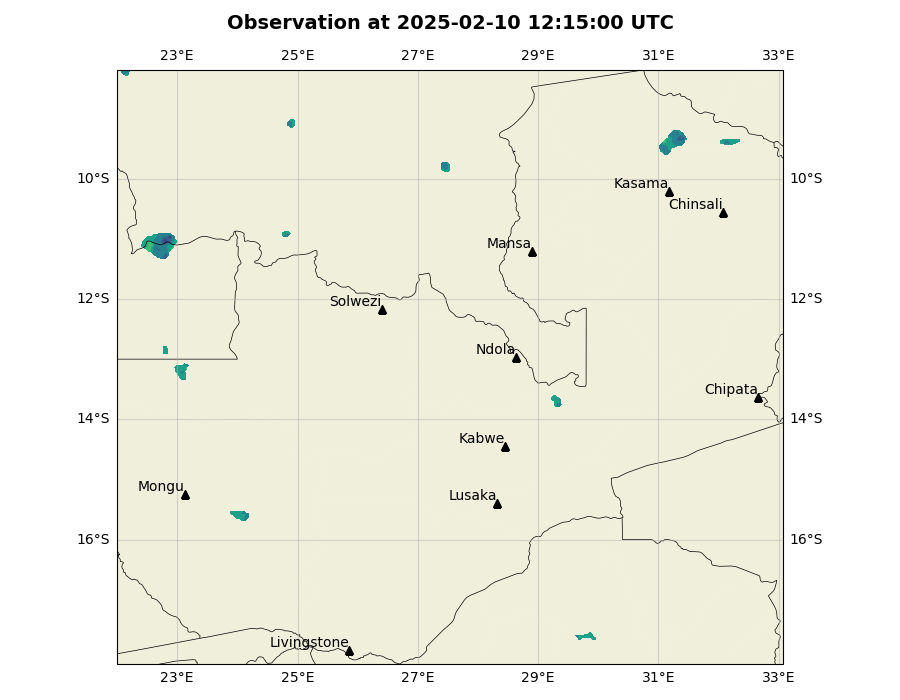 Observation at 2025-02-10 12:15:00 UTC
23°E 25°E 27°E 29°E 31°E 33°E
10°S 10°S
Kasama
Chinsali
Mansa
12°S 12°S
Solwezi
Ndola
Chipata
14°S 14°S
Kabwe
Mongu
Lusaka
16°S 16°S
Livingstone
23°E 25°E 27°E 29°E 31°E 33°E